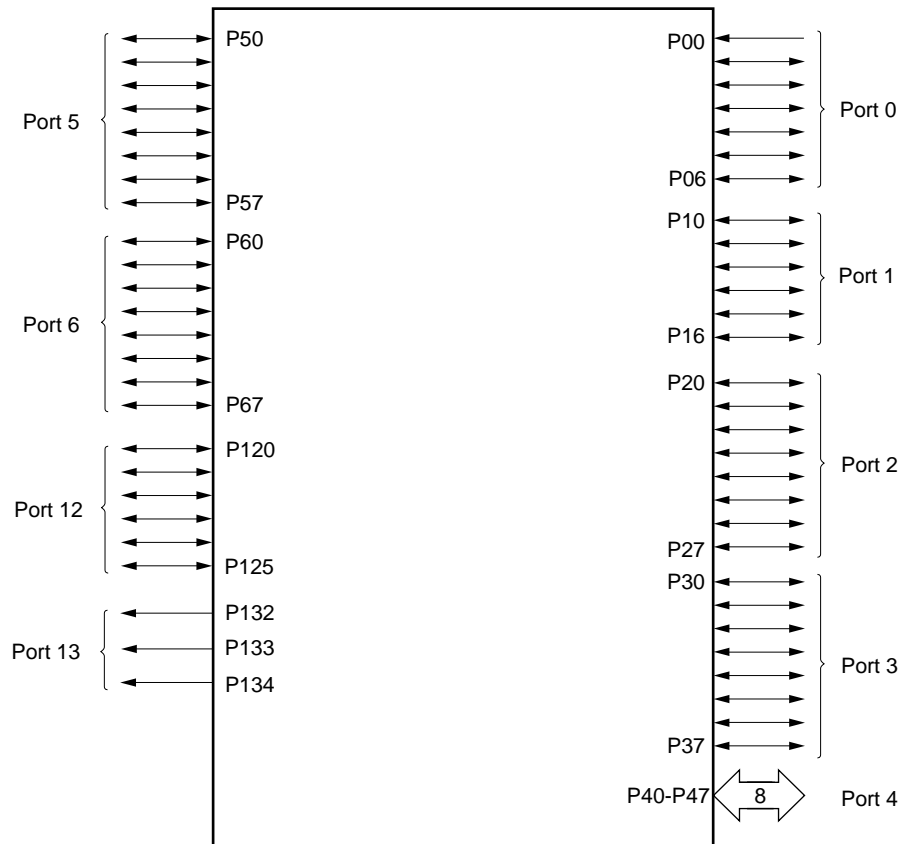 P50
Port 5
P57
P60
Port 6
P67
P120
Port 12
P125
P132
Port 13
P133
P134
P00
Port 0
P06
P10
Port 1
P16
P20
Port 2
P27
P30
Port 3
P37
P40-P47
8
Port 4